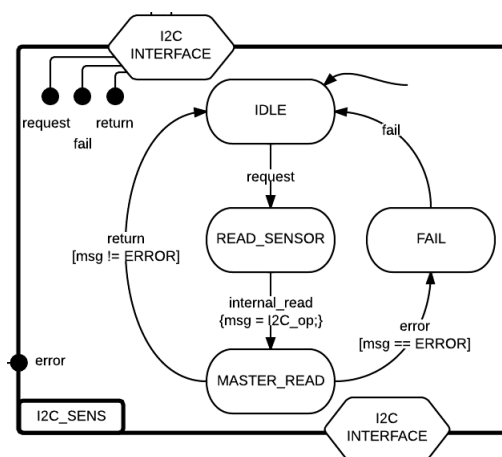 I2C
INTERFACE
request
fail
return
IDLE
fail
request
READ_SENSOR
FAIL
return
[msg != ERROR]
internal_read
{msg = I2C_op;}
error
[msg == ERROR]
error
MASTER_READ
I2C_SENS
I2C
INTERFACE